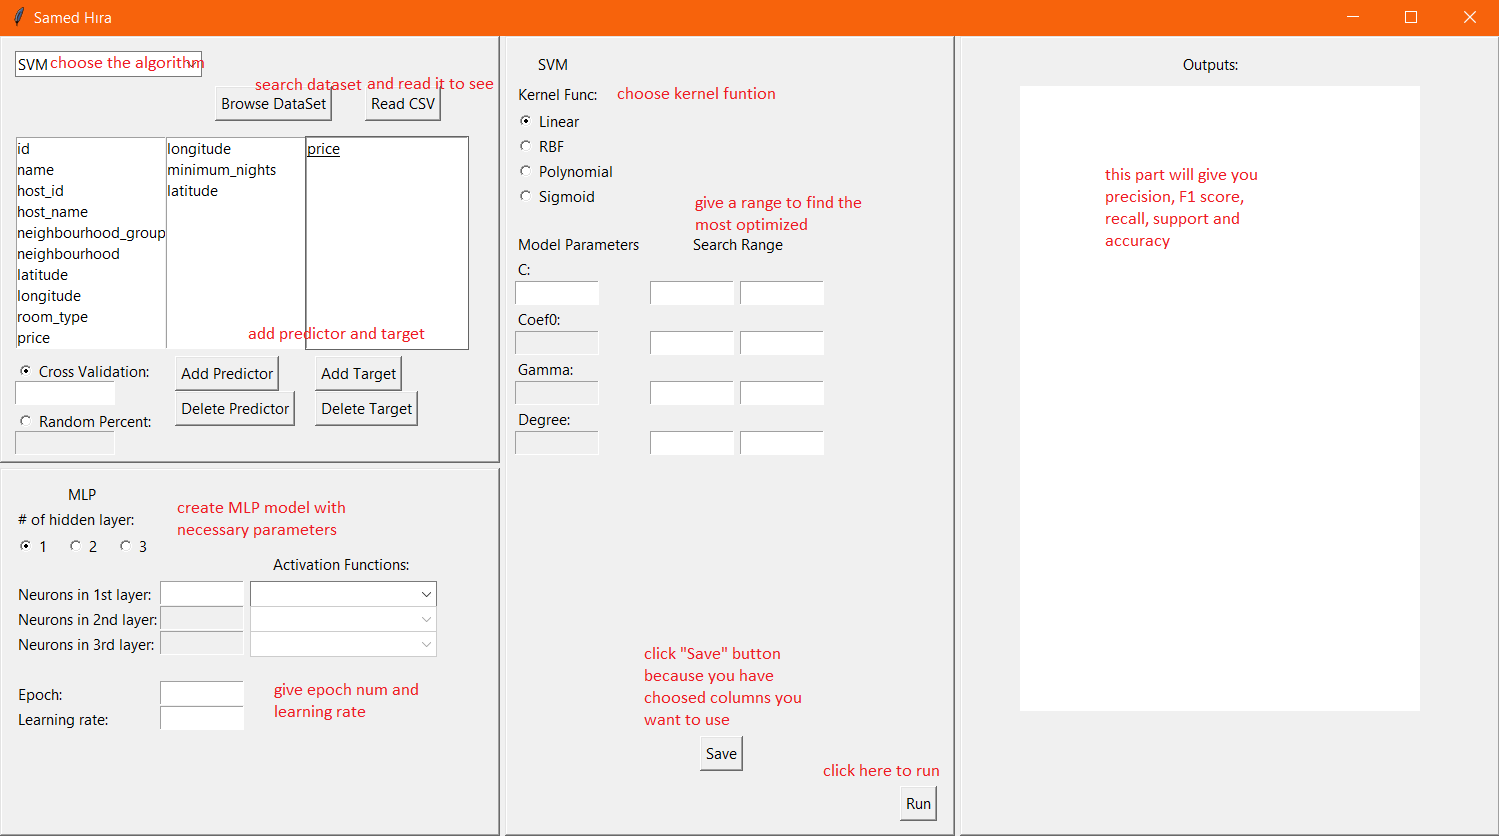 Samed Hıra
SVM
choose the algorithm
search dataset and read it to see
Browse DataSet
Read CSV
id
name
host_id
host_name
neighbourhood_group
neighbourhood
latitude
longitude
room_type
price
longitude
minimum_nights
latitude
price
add predictor and target
Cross Validation:
Random Percent:
Add Predictor
Add Target
Delete Predictor
Delete Target
MLP
# of hidden layer:
1
2
3
create MLP model with
necessary parameters
Activation Functions:
Neurons in 1st layer:
Neurons in 2nd layer:
Neurons in 3rd layer:
Epoch:
Learning rate:
give epoch num and
learning rate
SVM
Kernel Func:
choose kernel funtion
Linear
RBF
Polynomial
Sigmoid
give a range to find the
most optimized
Model Parameters
Search Range
C:
Coef0:
Gamma:
Degree:
click "Save" button
because you have
choosed columns you
want to use
Save
click here to run
Run
Outputs:
this part will give you
precision, F1 score,
recall, support and
accuracy